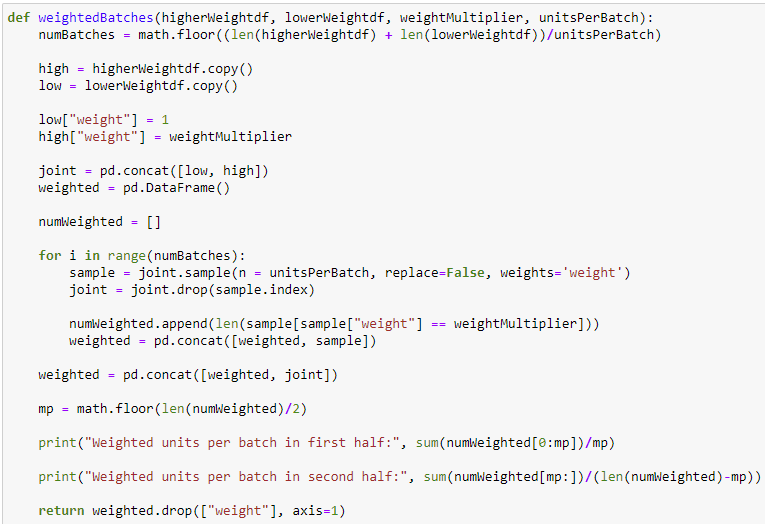 def weightedBatches(higherWeightdf, lowerWeightdf, weightMultiplier, unitsPerBatch):
    numBatches = math.floor((len(higherWeightdf) + len(lowerWeightdf))/unitsPerBatch)
    high = higherWeightdf.copy()
    low = lowerWeightdf.copy()
    low["weight"] = 1
    high["weight"] = weightMultiplier
    joint = pd.concat([low, high])
    weighted = pd.DataFrame()
    numWeighted = []
    for i in range(numBatches):
        sample = joint.sample(n = unitsPerBatch, replace=False, weights='weight')
        joint = joint.drop(sample.index)
        numWeighted.append(len(sample[sample["weight"] == weightMultiplier]))
        weighted = pd.concat([weighted, sample])
    weighted = pd.concat([weighted, joint])
    mp = math.floor(len(numWeighted)/2)
    print("Weighted units per batch in first half:", sum(numWeighted[0:mp])/mp)
    print("Weighted units per batch in second half:", sum(numWeighted[mp:])/(len(numWeighted)-mp))
    return weighted.drop(["weight"], axis=1)